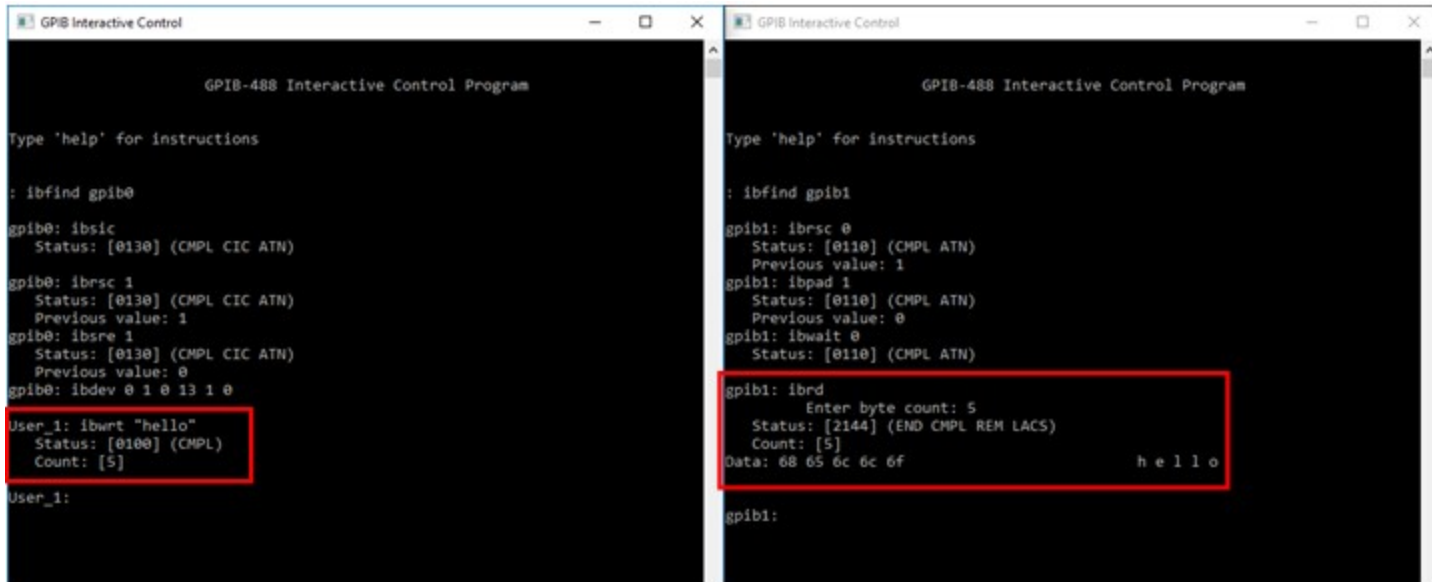 GPIB Interactive Control
GPIB-488 Interactive Control Program
Type 'help' for instructions
: ibfind gpib0
gpib0: ibsic
Status: [0130] (CMPL CIC ATN)
gpib0: ibrsc 1
Status: [0130] (CMPL CIC ATN)
Previous value: 1
gpib0: ibsre 1
Status: [0130] (CMPL CIC ATN)
Previous value: 0
gpib0: ibdev 0 1 0 13 1 0
User_1: ibwrt "hello"
Status: [0100] (CMPL)
Count: [5]
User_1:
GPIB Interactive Control
GPIB-488 Interactive Control Program
Type 'help' for instructions
: ibfind gpib1
gpib1: ibrsc 0
Status: [0110] (CMPL ATN)
Previous value: 1
gpib1: ibpad 1
Status: [0110] (CMPL ATN)
Previous value: 0
gpib1: ibwait 0
Status: [0110] (CMPL ATN)
gpib1: ibrd
Enter byte count: 5
Status: [2144] (END CMPL REM LACS)
Count: [5]
Data: 68 65 6c 6c 6f h e l l o
gpib1: